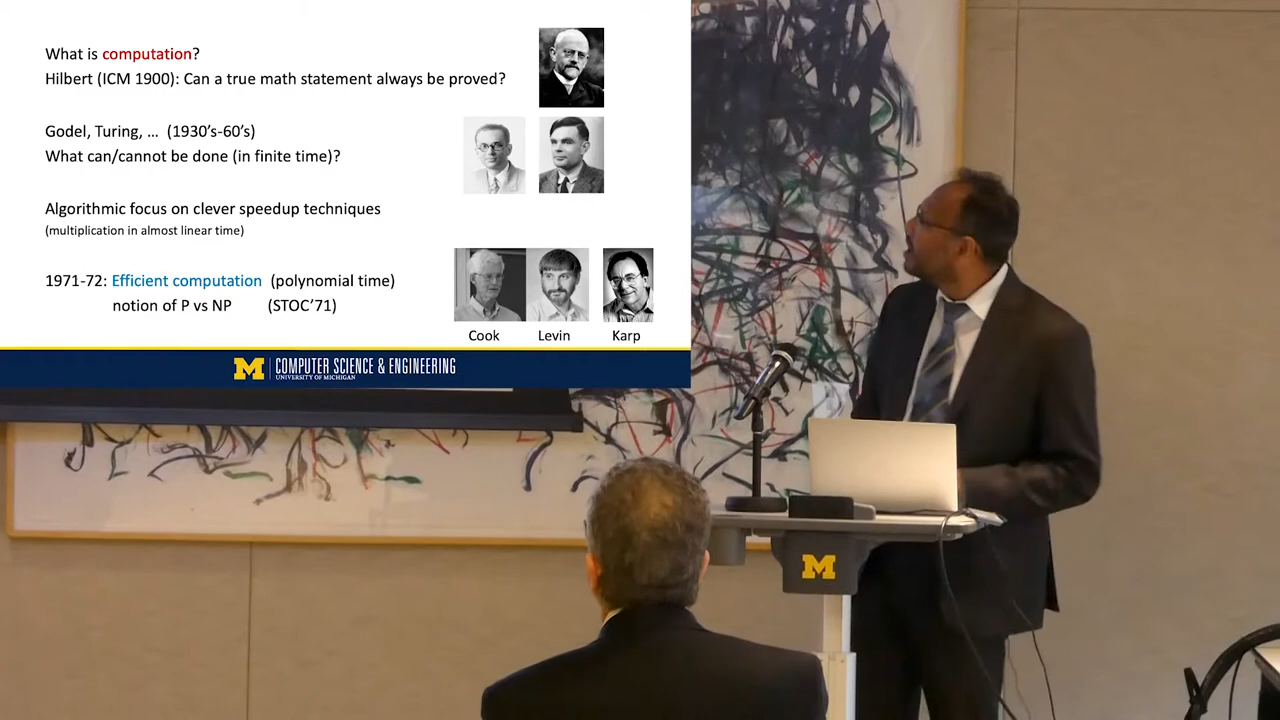 What is computation?
Hilbert (ICM 1900): Can a true math statement always be proved?
Godel, Turing, … (1930's-60's)
What can/cannot be done (in finite time)?
Algorithmic focus on clever speedup techniques
(multiplication in almost linear time)
1971-72: Efficient computation (polynomial time)
notion of P vs NP (STOC'71)
Cook Levin Karp
M COMPUTER SCIENCE & ENGINEERING
UNIVERSITY OF MICHIGAN
M